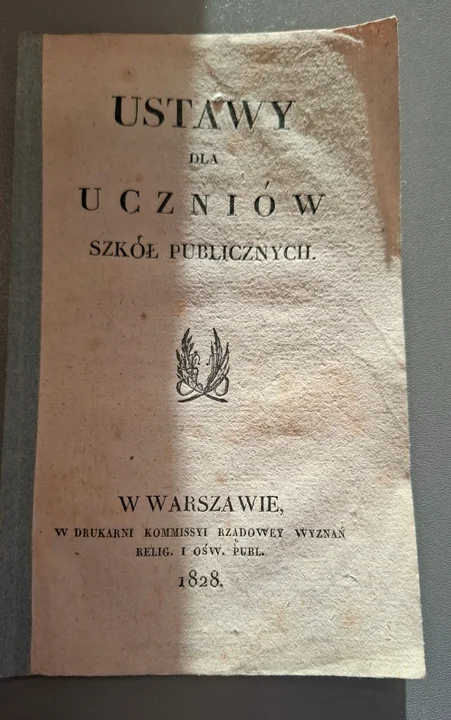 USTAWY
DLA
UCZNIÓW
SZKÓŁ PUBLICZNYCH.
W WARSZAWIE,
W DRUKARNI KOMMISSYI RZĄDOWEY WYZNAŃ
RELIG. I OŚW. PUBL.
1828.